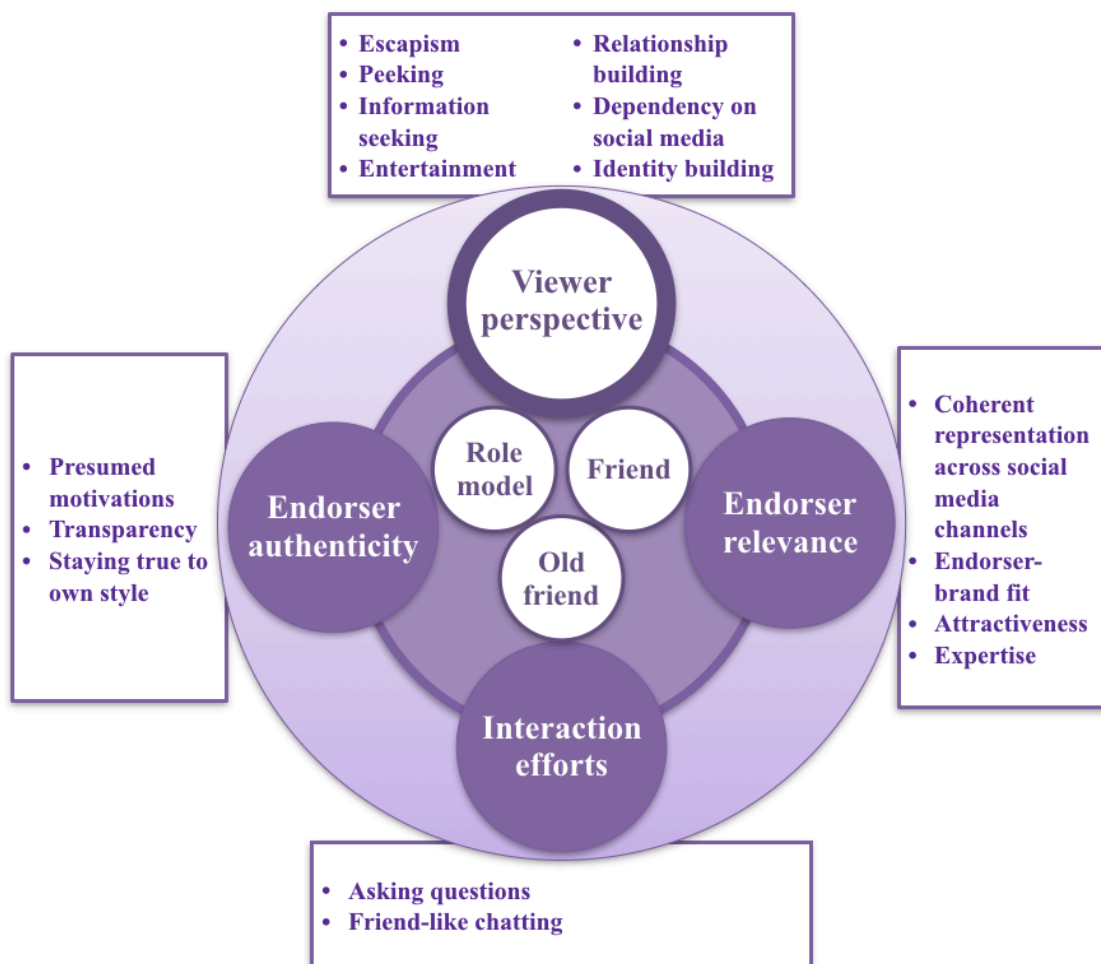 • Escapism
• Peeking
• Information
seeking
• Entertainment
• Relationship
building
• Dependency on
social media
• Identity building
Viewer
perspective
Role
model
Friend
Old
friend
Endorser
authenticity
Endorser
relevance
Interaction
efforts
• Presumed
motivations
• Transparency
• Staying true to
own style
• Coherent
representation
across social
media
channels
• Endorser-
brand fit
• Attractiveness
• Expertise
• Asking questions
• Friend-like chatting